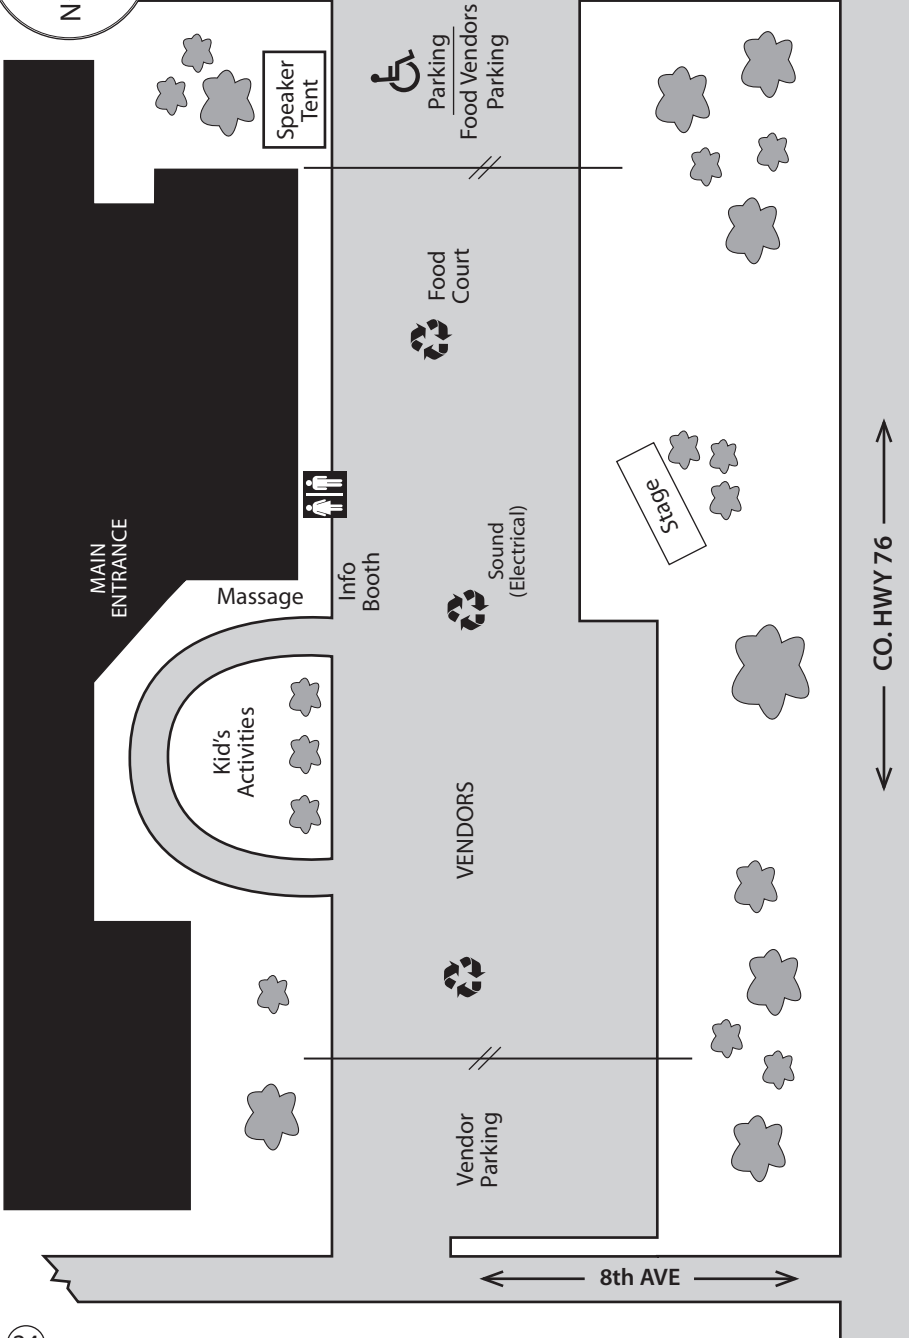 N
Speaker
Tent
Parking
Food Vendors
Parking
Food
Court
MAIN
ENTRANCE
Massage
Info
Booth
Sound
(Electrical)
Stage
Kid's
Activities
VENDORS
CO. HWY 76
Vendor
Parking
8th AVE